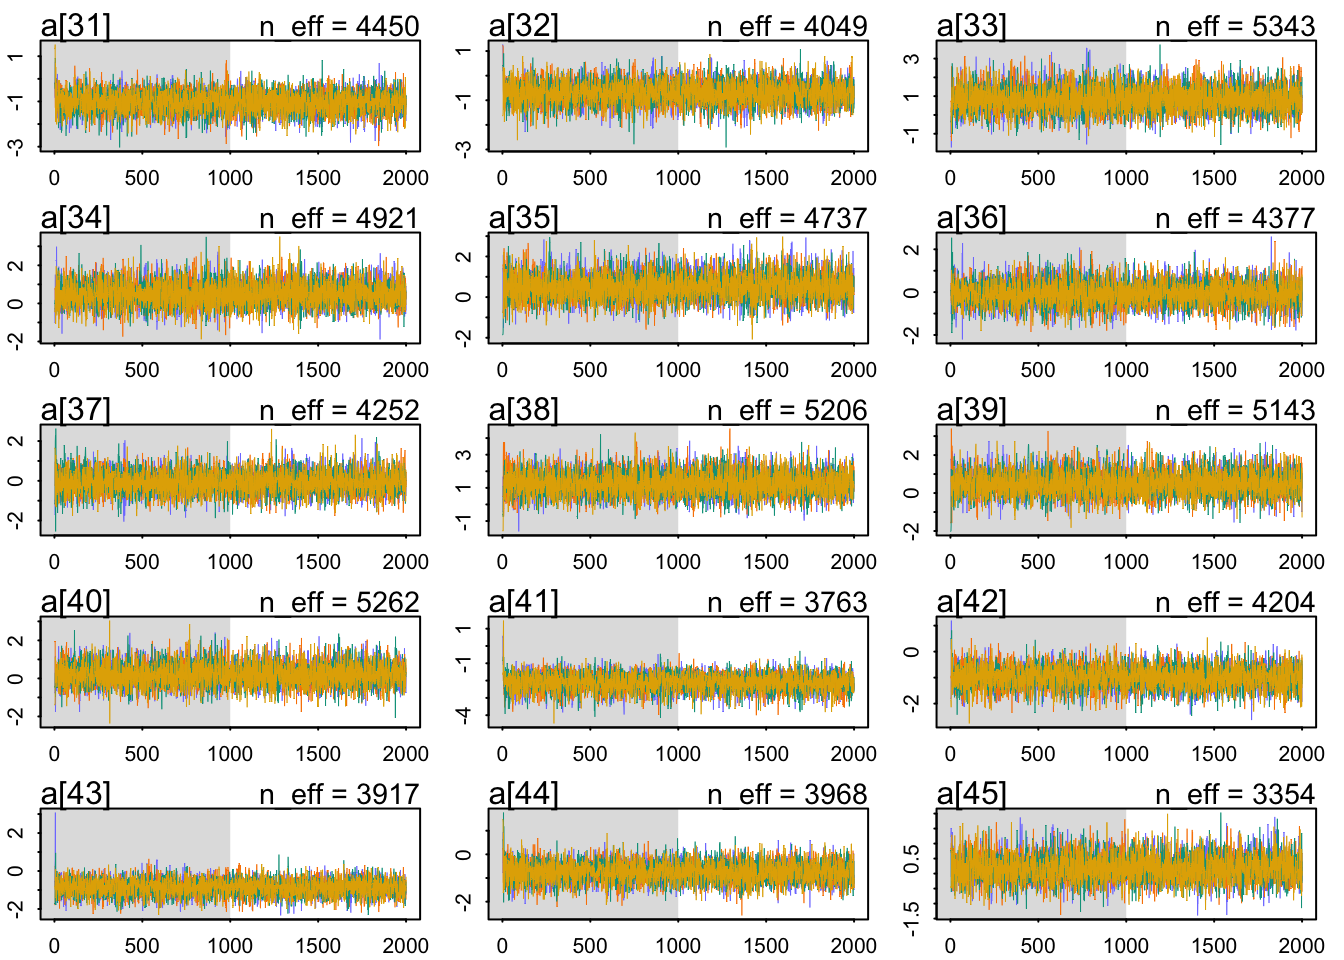 a[31] n_eff = 4450 a[32] n_eff = 4049 a[33] n_eff = 5343
1 -1 -3 1 -1 -3 3 1 -1
0 500 1000 1500 2000 0 500 1000 1500 2000 0 500 1000 1500 2000
a[34] n_eff = 4921 a[35] n_eff = 4737 a[36] n_eff = 4377
2 0 -2 2 0 -2 2 0 -2
0 500 1000 1500 2000 0 500 1000 1500 2000 0 500 1000 1500 2000
a[37] n_eff = 4252 a[38] n_eff = 5206 a[39] n_eff = 5143
2 0 -2 3 1 -1 2 0 -2
0 500 1000 1500 2000 0 500 1000 1500 2000 0 500 1000 1500 2000
a[40] n_eff = 5262 a[41] n_eff = 3763 a[42] n_eff = 4204
2 0 -2 1 -1 -4 0 -2
0 500 1000 1500 2000 0 500 1000 1500 2000 0 500 1000 1500 2000
a[43] n_eff = 3917 a[44] n_eff = 3968 a[45] n_eff = 3354
2 0 -2 0 -2 0.5 -1.5
0 500 1000 1500 2000 0 500 1000 1500 2000 0 500 1000 1500 2000